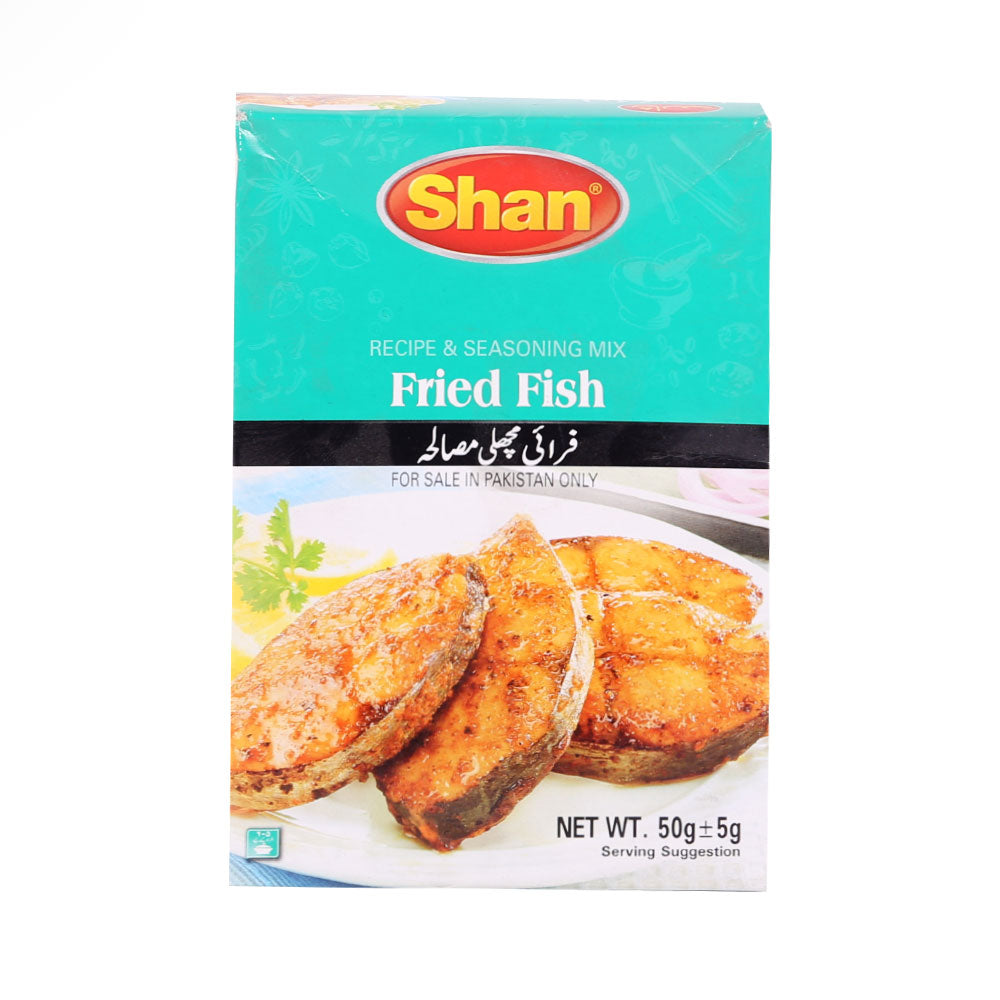 Shan®
RECIPE & SEASONING MIX
Fried Fish
فرائی مچھلی مصالحہ
FOR SALE IN PAKISTAN ONLY
NET WT. 50g±5g
Serving Suggestion